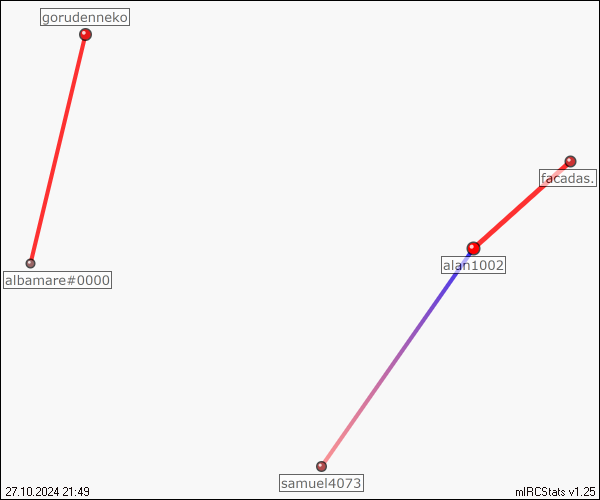 gorudenneko
facadas.
alan1002
albamare#0000
samuel4073
27.10.2024 21:49
mIRCStats v1.25